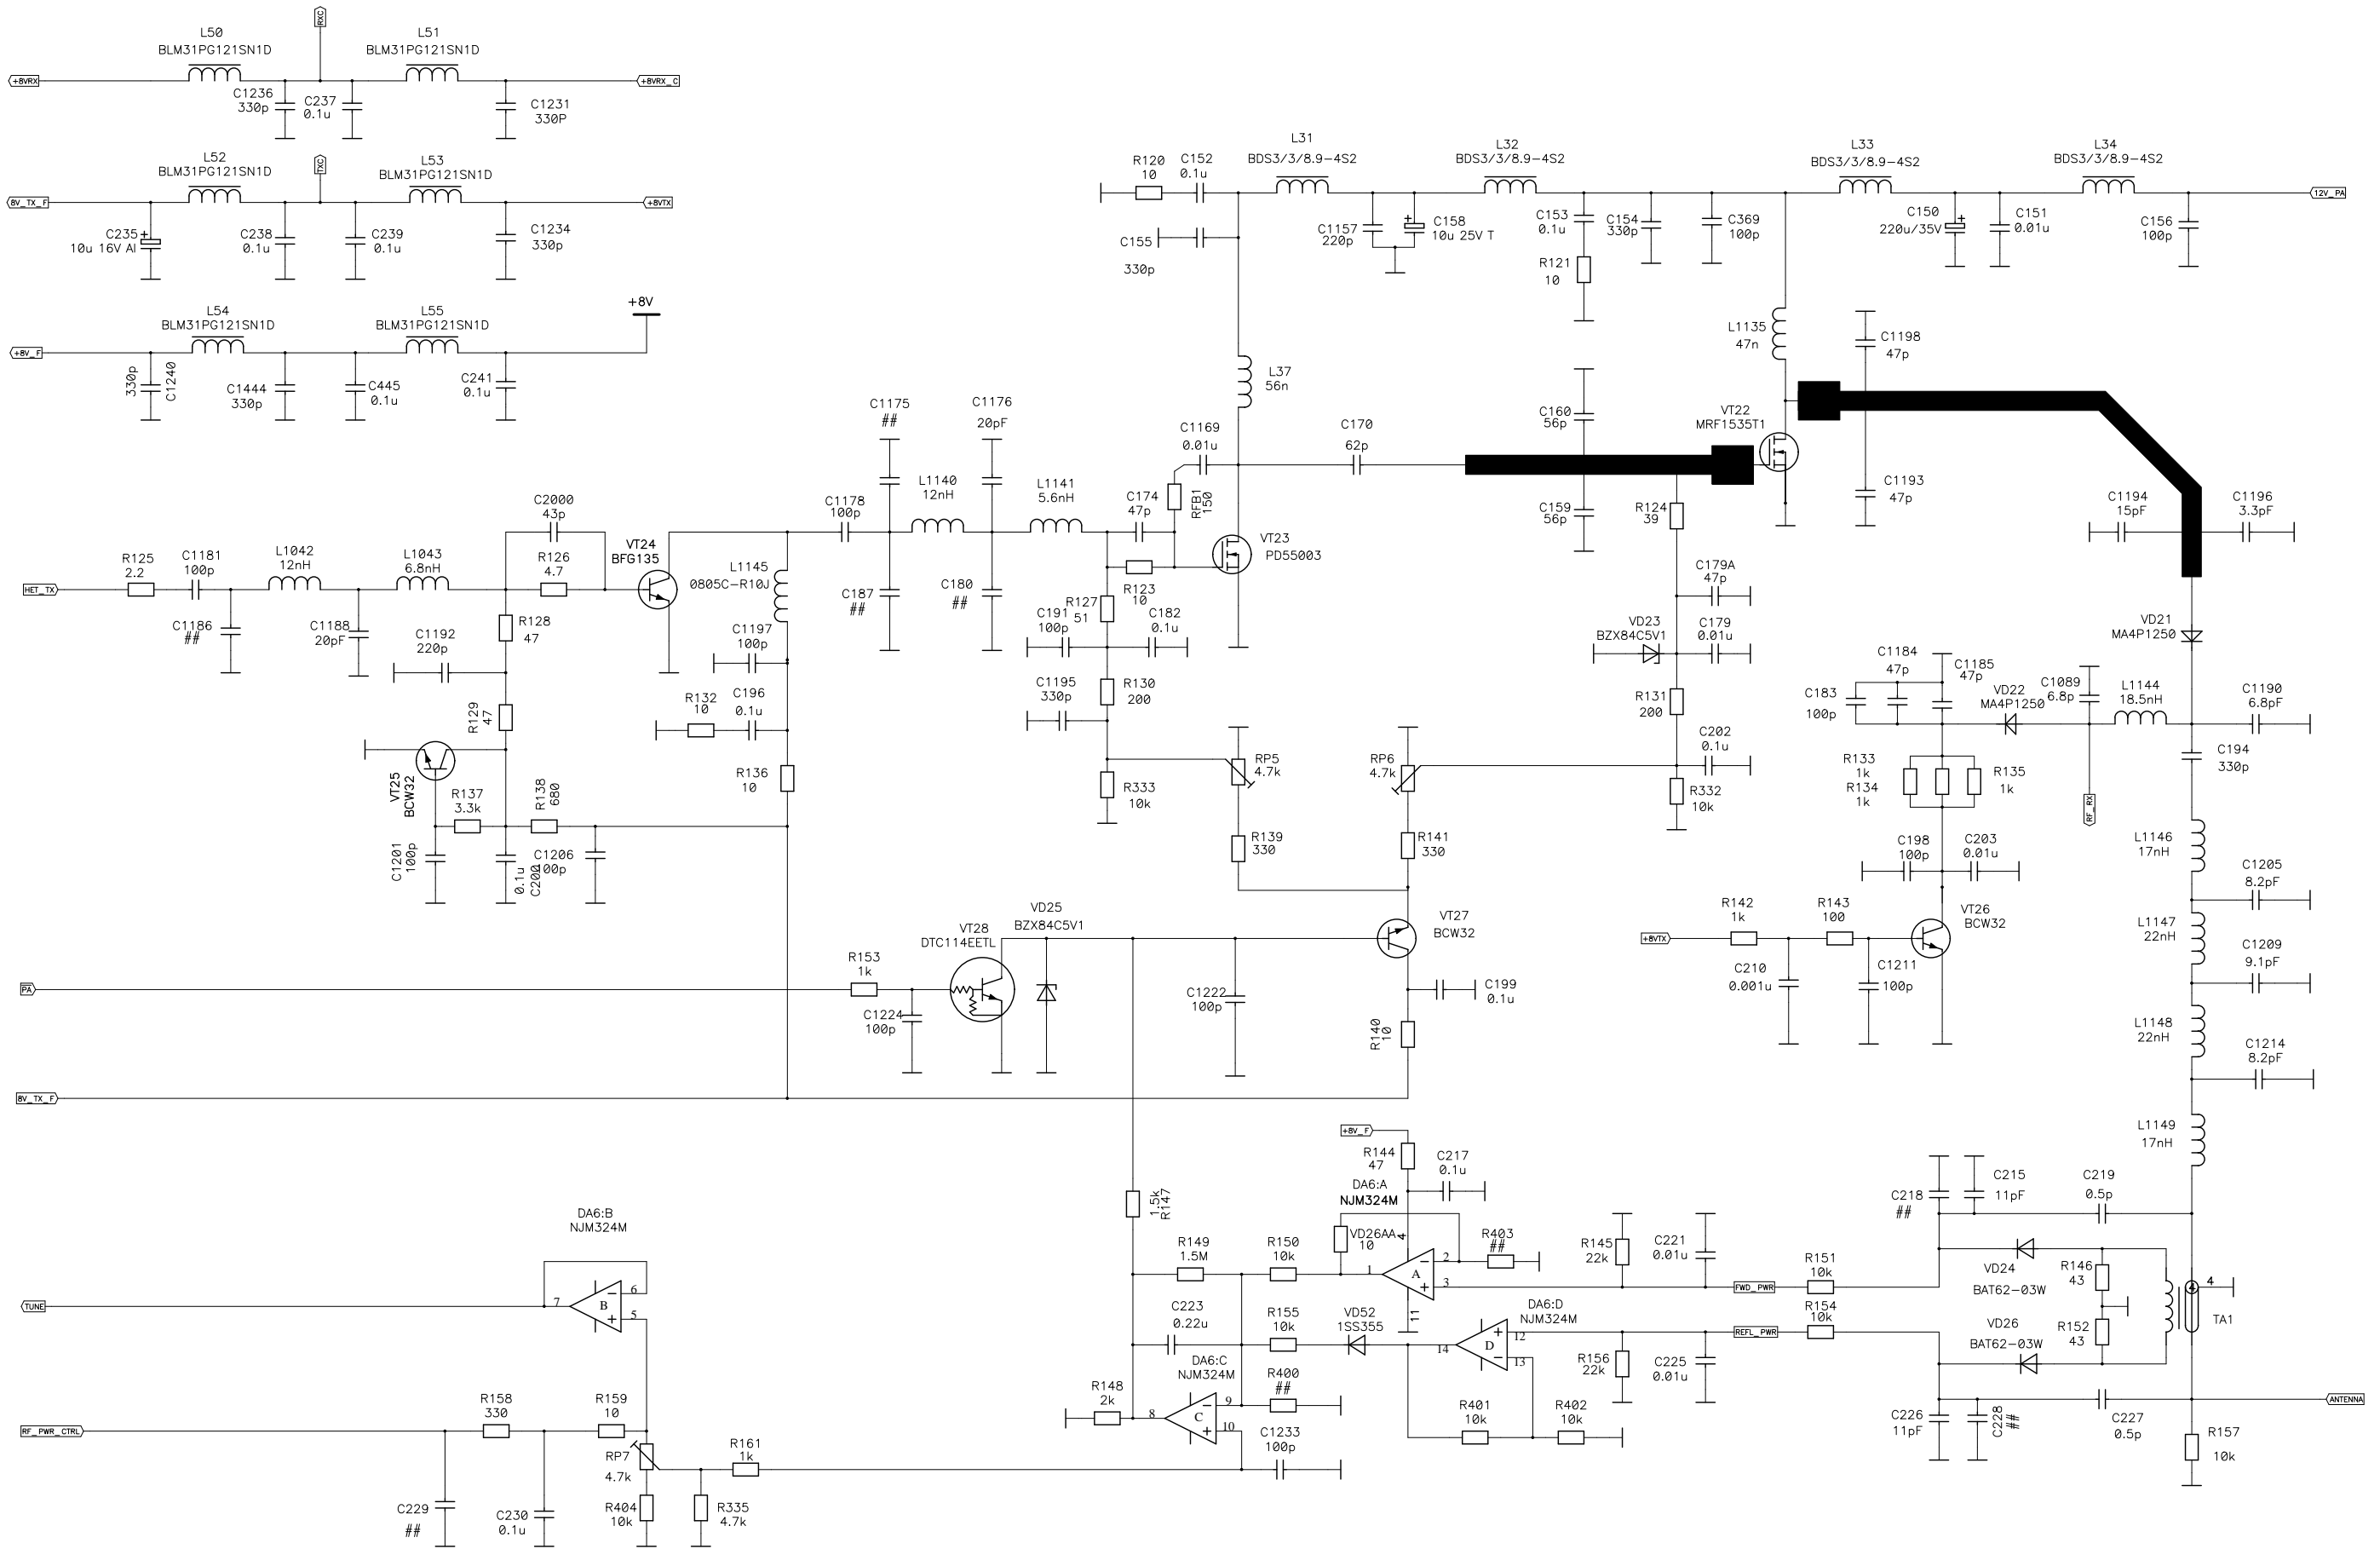 RXC
L50
BLM31PG121SN1D
L51
BLM31PG121SN1D
+8VRX
+8VRX_C
C1236
330p
C237
0.1u
C1231
330P
TXC
L52
BLM31PG121SN1D
L53
BLM31PG121SN1D
8V_TX_F
+8VTX
C235
10u 16V Al
+
C238
0.1u
C239
0.1u
C1234
330p
L54
BLM31PG121SN1D
L55
BLM31PG121SN1D
+8V
+8V_F
330p
C1240
C1444
330p
C445
0.1u
C241
0.1u
R120
10
C152
0.1u
L31
BDS3/3/8.9-4S2
L32
BDS3/3/8.9-4S2
L33
BDS3/3/8.9-4S2
L34
BDS3/3/8.9-4S2
12V_PA
C155
330p
C1157
220p
+
C158
10u 25V T
C153
0.1u
C154
330p
C369
100p
C150
220u/35V
+
C151
0.01u
C156
100p
R121
10
L1135
47n
C1198
47p
L37
56n
C1175
##
C1176
20pF
C1169
0.01u
C170
62p
C160
56p
VT22
MRF1535T1
C1193
47p
C1194
15pF
C1196
3.3pF
C2000
43p
C1178
100p
L1140
12nH
L1141
5.6nH
C174
47p
RFB1
150
C159
56p
R124
39
HET_TX
R125
2.2
C1181
100p
L1042
12nH
L1043
6.8nH
R126
4.7
VT24
BFG135
L1145
0805C-R10J
C187
##
C180
##
R123
10
VT23
PD55003
C179A
47p
C1186
##
C1188
20pF
C1192
220p
R128
47
C1197
100p
R127
51
C191
100p
C182
0.1u
VD23
BZX84C5V1
C179
0.01u
VD21
MA4P1250
R129
47
R132
10
C196
0.1u
C1195
330p
R130
200
R131
200
C183
100p
C1184
47p
C1185
47p
VD22
MA4P1250
C1089
6.8p
L1144
18.5nH
C1190
6.8pF
VT25
BCW32
R137
3.3k
R138
680
R136
10
R333
10k
RP5
4.7k
RP6
4.7k
C202
0.1u
R332
10k
R133
1k
R134
1k
R135
1k
RF_RX
C194
330p
C1201
100p
0.1u
C200
C1206
100p
R139
330
R141
330
C198
100p
C203
0.01u
L1146
17nH
C1205
8.2pF
VT28
DTC114EETL
VD25
BZX84C5V1
VT27
BCW32
+8VTX
R142
1k
R143
100
VT26
BCW32
L1147
22nH
C1209
9.1pF
PA
R153
1k
C1224
100p
C1222
100p
C199
0.1u
R140
10
C210
0.001u
C1211
100p
L1148
22nH
C1214
8.2pF
8V_TX_F
L1149
17nH
+8V_F
R144
47
C217
0.1u
DA6:A
NJM324M
1.5k
R147
C218
##
C215
11pF
C219
0.5p
DA6:B
NJM324M
R149
1.5M
R150
10k
VD26AA
10
4
R403
##
R145
22k
C221
0.01u
R151
10k
VD24
BAT62-03W
R146
43
4
4
1
A
2
3
11
FWD_PWR
TUNE
7
B
6
5
C223
0.22u
R155
10k
VD52
1SS355
DA6:D
NJM324M
14
D
12
13
REFL_PWR
R154
10k
VD26
BAT62-03W
R152
43
TA1
R156
22k
C225
0.01u
DA6:C
NJM324M
R148
2k
8
C
9
10
R400
##
R401
10k
R402
10k
C226
11pF
C228
##
C227
0.5p
ANTENNA
R157
10k
RF_PWR_CTRL
R158
330
R159
10
RP7
4.7k
R161
1k
C1233
100p
C229
##
C230
0.1u
R404
10k
R335
4.7k